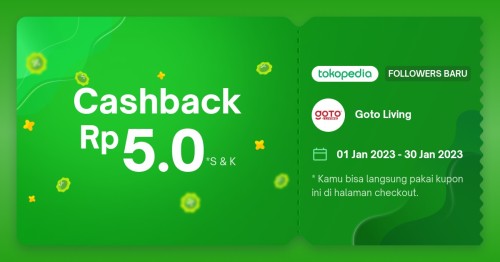 Cashback
Rp 5.0
*S & K
tokopedia FOLLOWERS BARU
goto Goto Living
01 Jan 2023 - 30 Jan 2023
* Kamu bisa langsung pakai kupon
ini di halaman checkout.